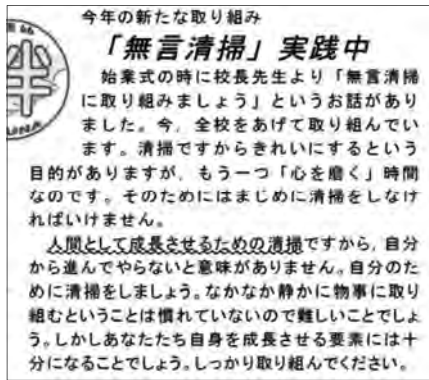 今年の新たな取り組み
「無言清掃」実践中
始業式の時に校長先生より「無言清掃
に取り組みましょう」というお話があり
ました。今，全校をあげて取り組んでい
ます。清掃ですからきれいにするという
目的がありますが，もう一つ「心を磨く」時間
なのです。そのためにはまじめに清掃をしなけ
ればいけません。
人間として成長させるための清掃ですから，自分
から進んでやらないと意味がありません。自分のた
めに清掃をしましょう。なかなか静かに物事に取り
組むということは慣れていないので難しいことでしょ
う。しかしあなたたち自身を成長させる要素には十
分になることでしょう。しっかり取り組んでください。